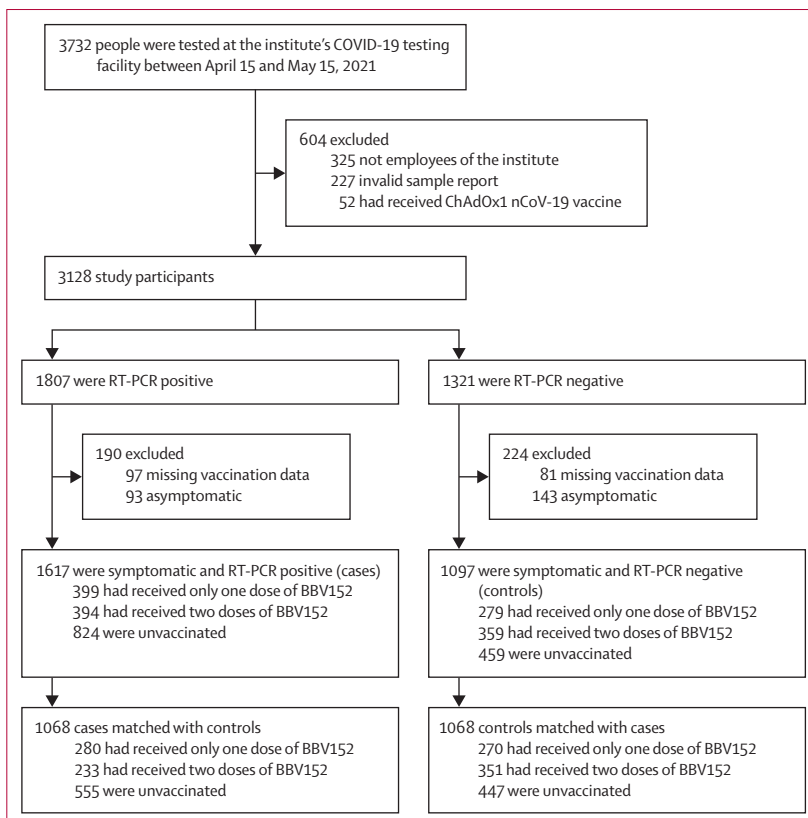 3732 people were tested at the institute's COVID-19 testing
facility between April 15 and May 15, 2021
604 excluded
325 not employees of the institute
227 invalid sample report
52 had received ChAdOx1 nCoV-19 vaccine
3128 study participants
1807 were RT-PCR positive
1321 were RT-PCR negative
190 excluded
97 missing vaccination data
93 asymptomatic
224 excluded
81 missing vaccination data
143 asymptomatic
1617 were symptomatic and RT-PCR positive (cases)
399 had received only one dose of BBV152
394 had received two doses of BBV152
824 were unvaccinated
1097 were symptomatic and RT-PCR negative
(controls)
279 had received only one dose of BBV152
359 had received two doses of BBV152
459 were unvaccinated
1068 cases matched with controls
280 had received only one dose of BBV152
233 had received two doses of BBV152
555 were unvaccinated
1068 controls matched with cases
270 had received only one dose of BBV152
351 had received two doses of BBV152
447 were unvaccinated